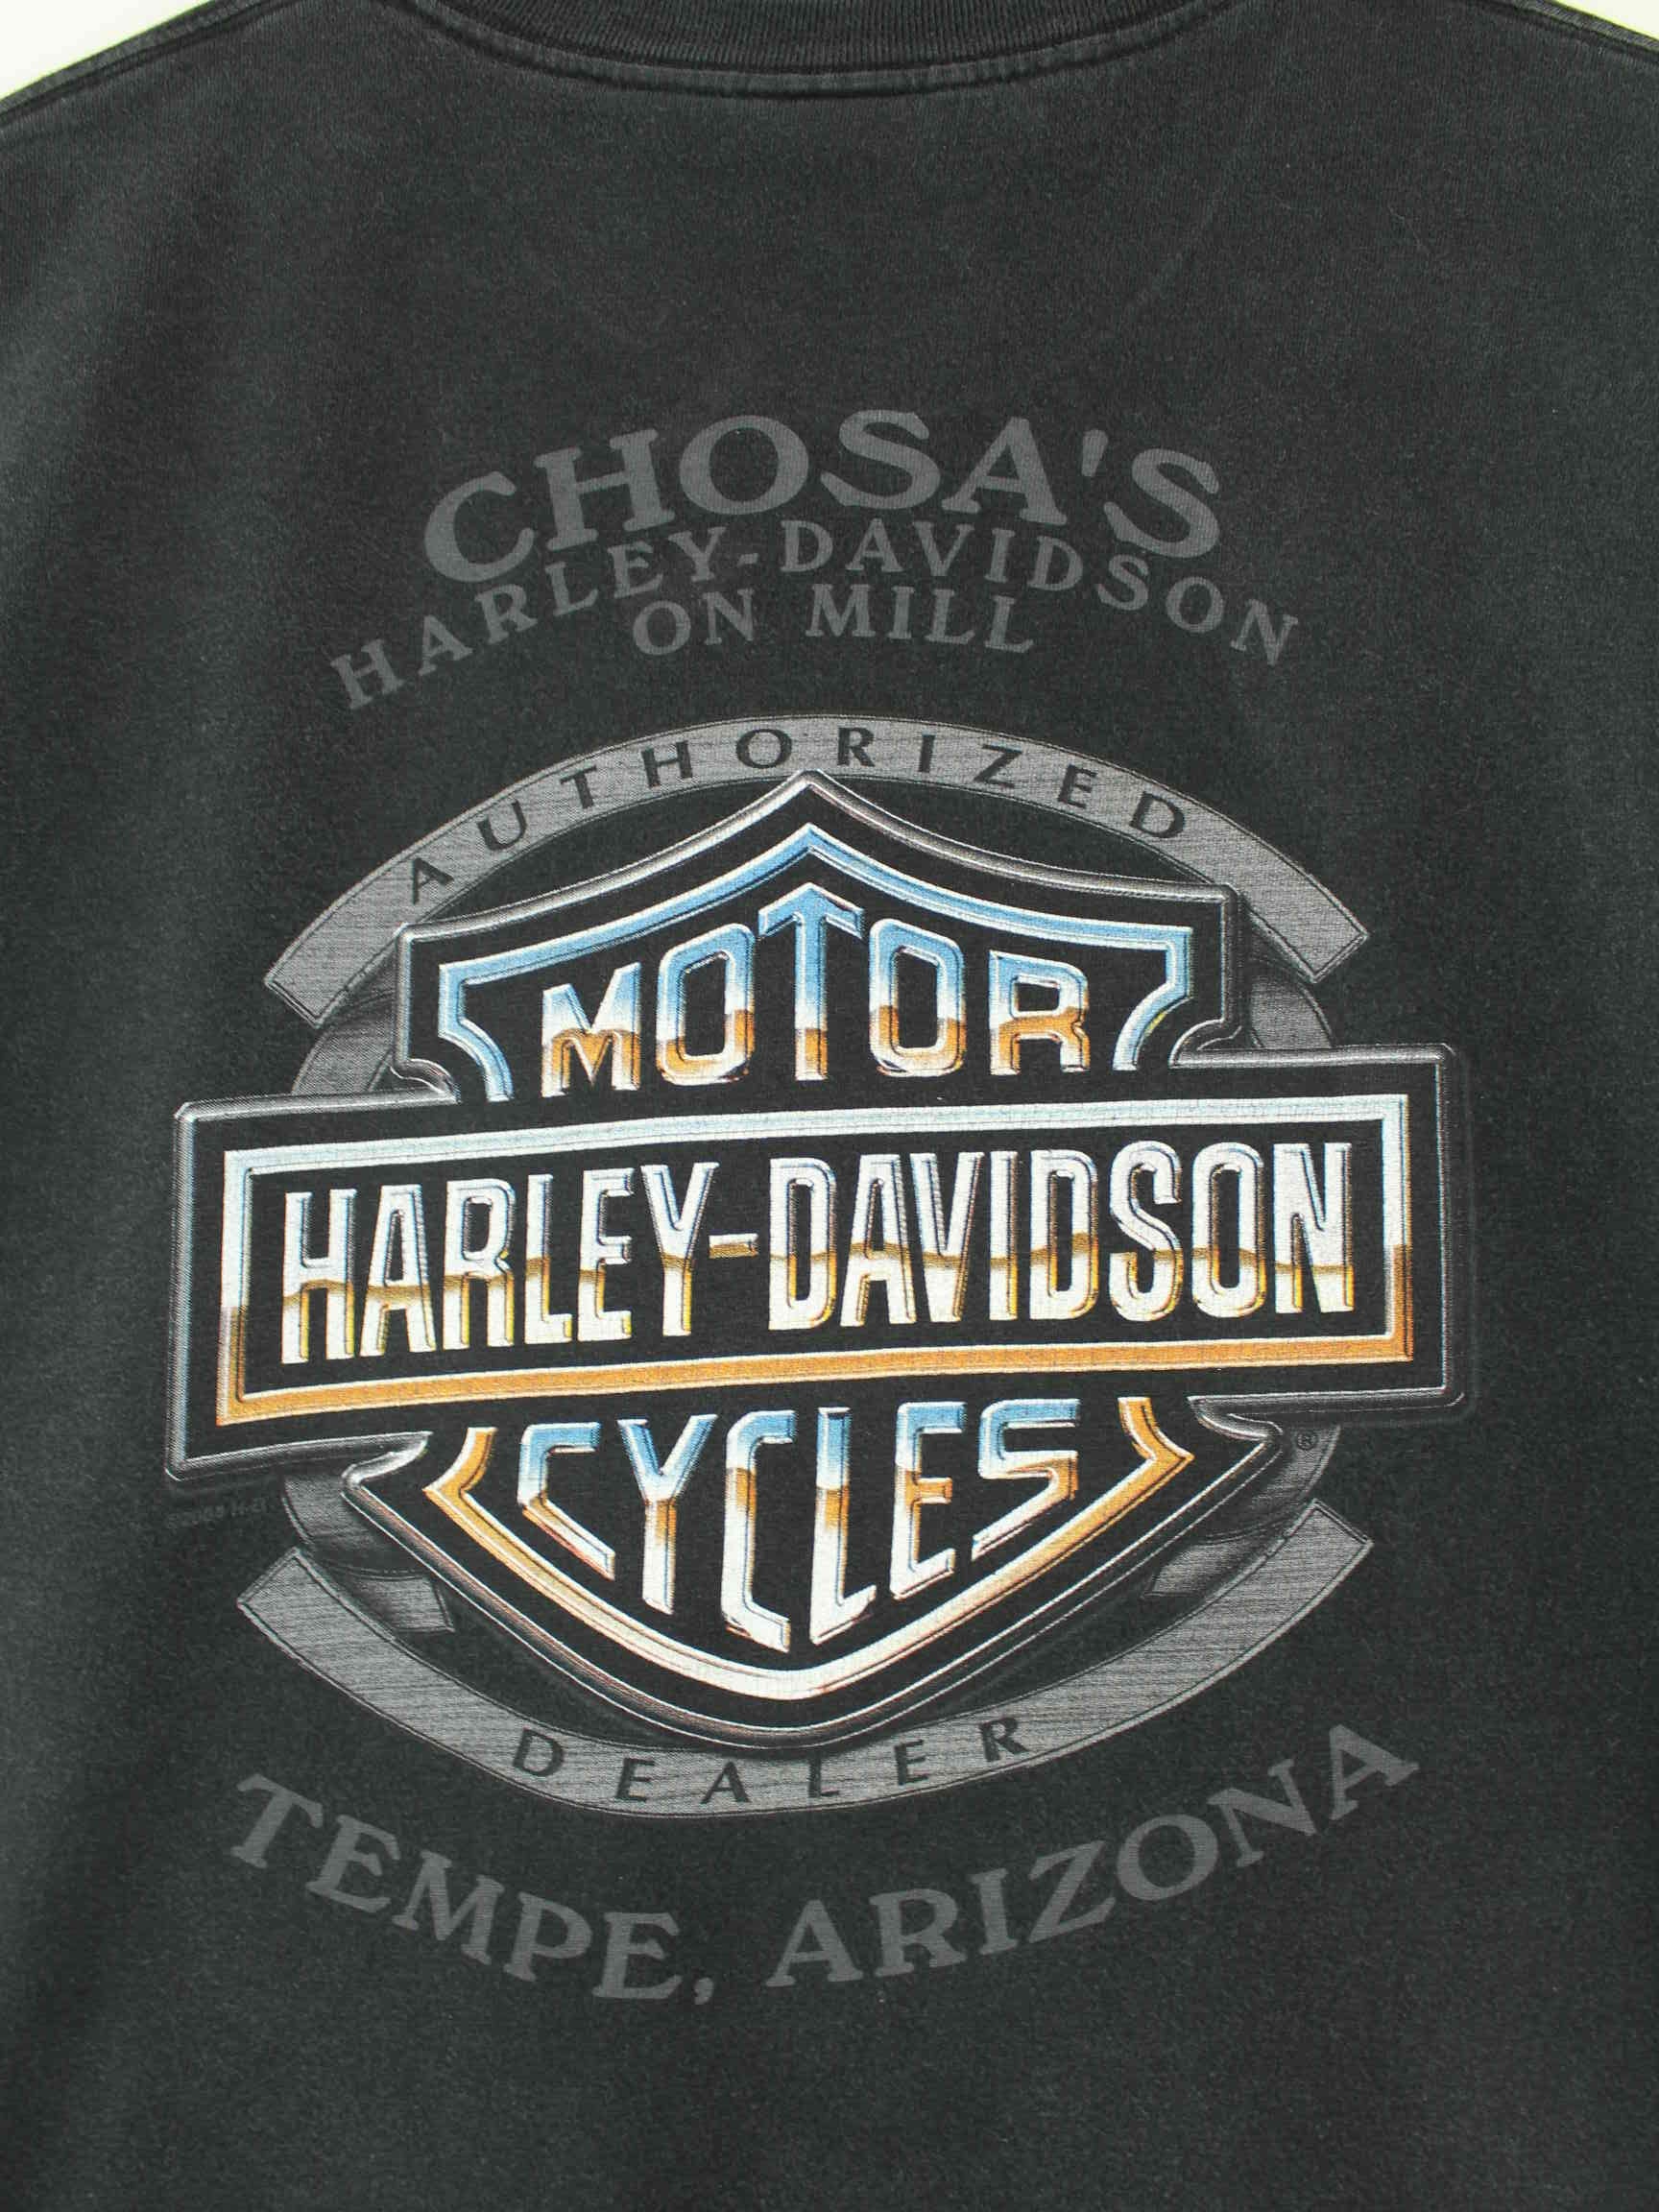 CHOSA'S
HARLEY-DAVIDSON
ON MILL
AUTHORIZED
MOTOR
HARLEY-DAVIDSON
CYCLES
®
DEALER
TEMPE, ARIZONA